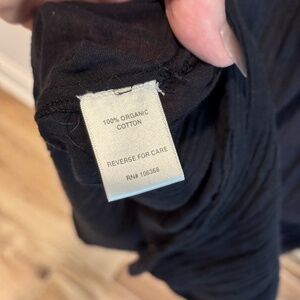 100% ORGANIC
COTTON
REVERSE FOR CARE
RN# 106368